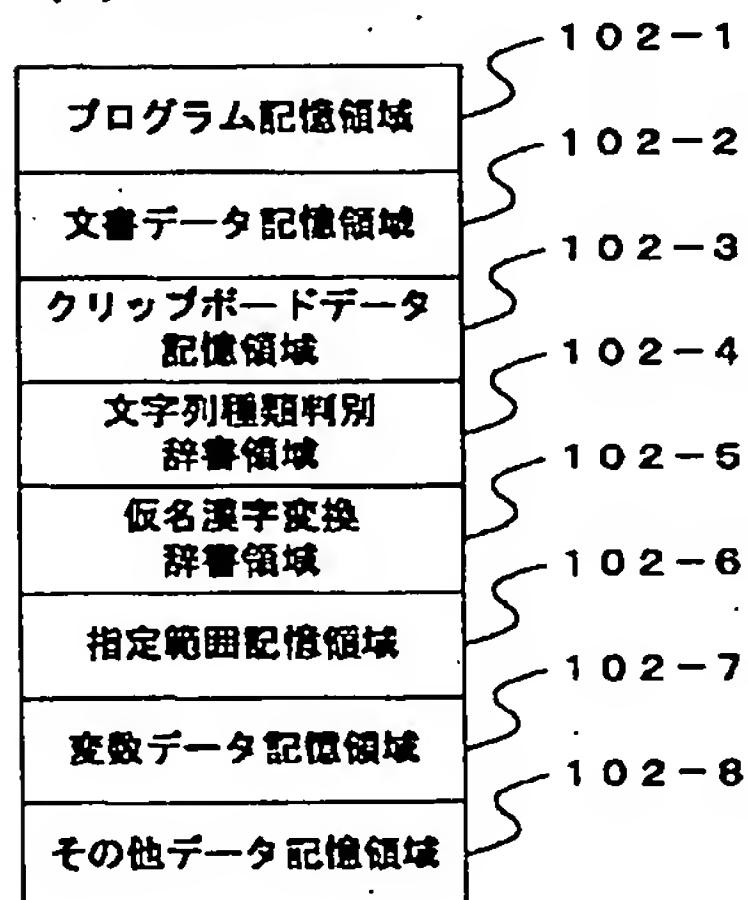 102-1
プログラム記憶領域
102-2
文書データ記憶領域
102-3
クリップボードデータ
記憶領域
102-4
文字列種類判別
辞書領域
102-5
仮名漢字変換
辞書領域
102-6
指定範囲記憶領域
102-7
変数データ記憶領域
102-8
その他データ記憶領域